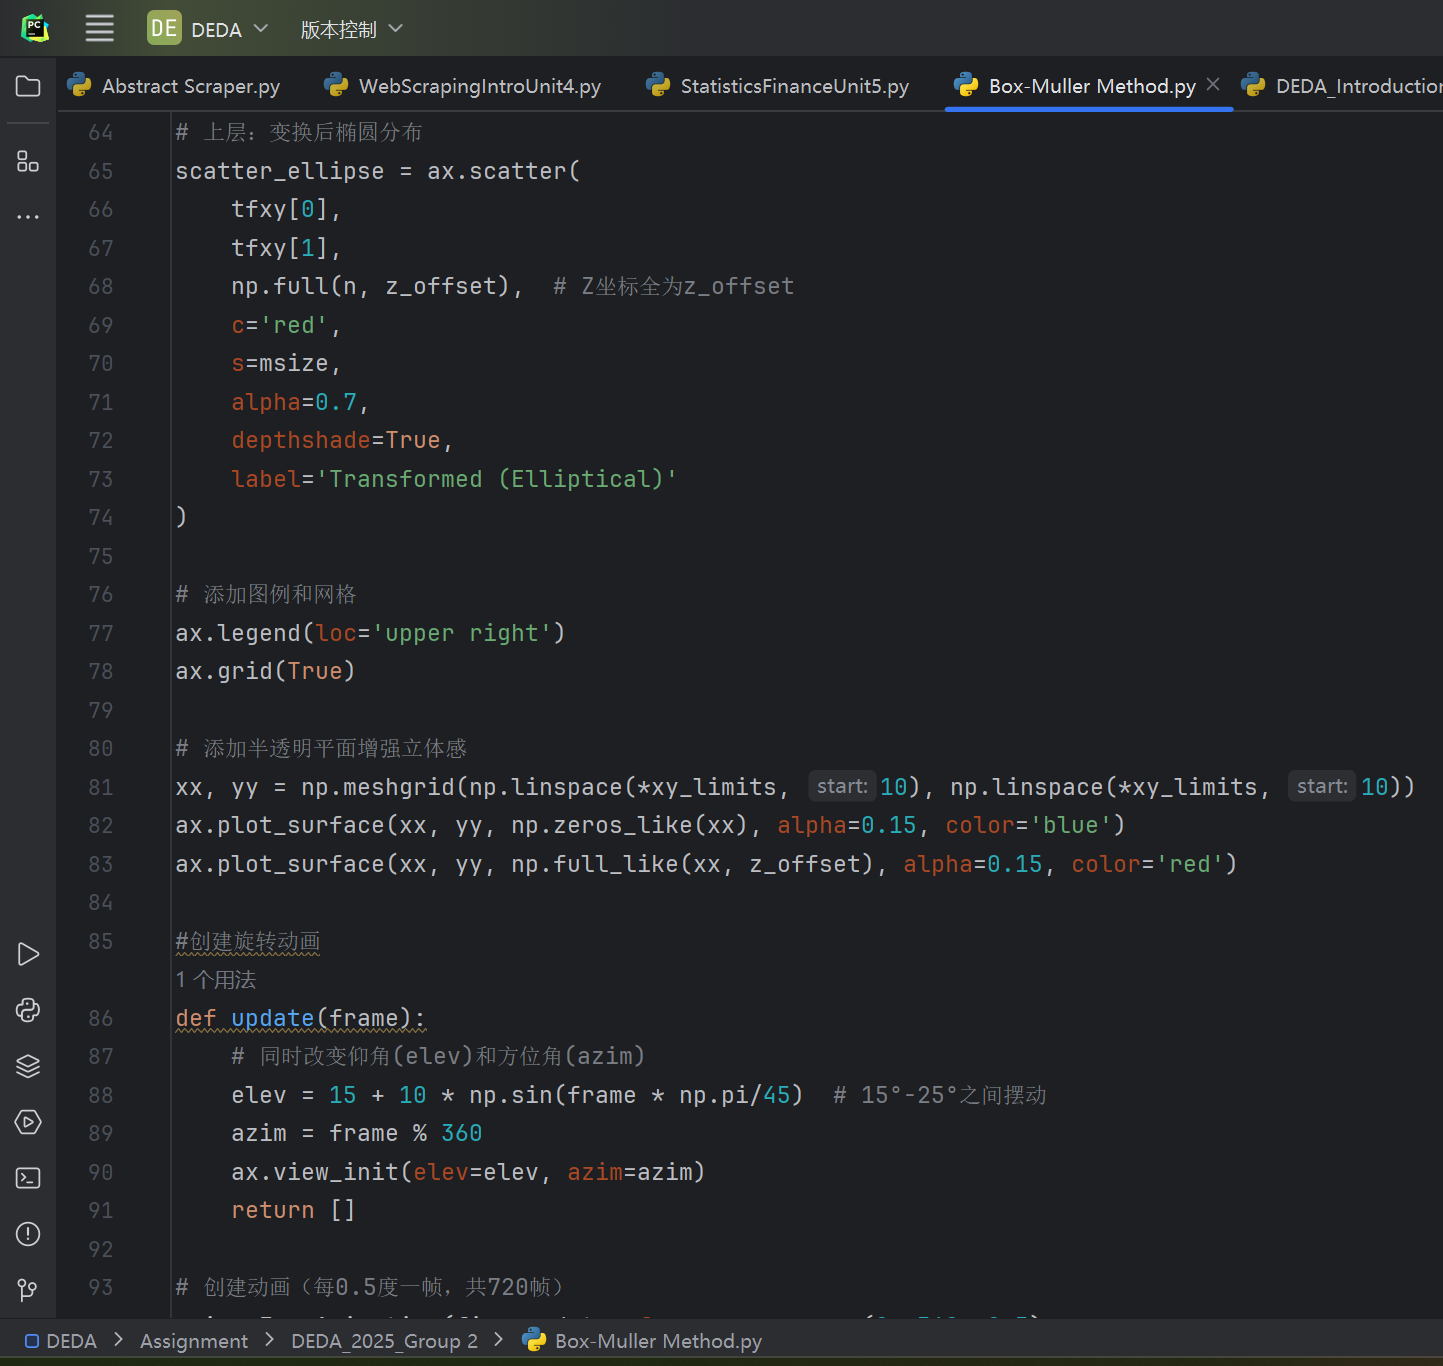 PC
DE DEDA 版本控制
Abstract Scraper.py WebScrapingIntroUnit4.py StatisticsFinanceUnit5.py Box-Muller Method.py DEDA_Introduction
64 # 上层：变换后椭圆分布
65 scatter_ellipse = ax.scatter(
66 tfxy[0],
67 tfxy[1],
68 np.full(n, z_offset),  # Z坐标全为z_offset
69 c='red',
70 s=msize,
71 alpha=0.7,
72 depthshade=True,
73 label='Transformed (Elliptical)'
74 )
75
76 # 添加图例和网格
77 ax.legend(loc='upper right')
78 ax.grid(True)
79
80 # 添加半透明平面增强立体感
81 xx, yy = np.meshgrid(np.linspace(*xy_limits, start: 10), np.linspace(*xy_limits, start: 10))
82 ax.plot_surface(xx, yy, np.zeros_like(xx), alpha=0.15, color='blue')
83 ax.plot_surface(xx, yy, np.full_like(xx, z_offset), alpha=0.15, color='red')
84
85 #创建旋转动画
1 个用法
86 def update(frame):
87 # 同时改变仰角(elev)和方位角(azim)
88 elev = 15 + 10 * np.sin(frame * np.pi/45)  # 15°-25°之间摆动
89 azim = frame % 360
90 ax.view_init(elev=elev, azim=azim)
91 return []
92
93 # 创建动画（每0.5度一帧，共720帧）
DEDA > Assignment > DEDA_2025_Group 2 > Box-Muller Method.py